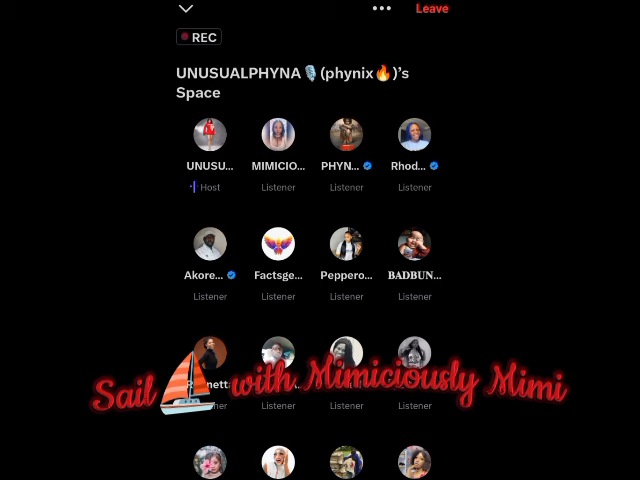 Leave
REC
UNUSUALPHYNA🎙️(phynix🔥)'s
Space
UNUSU... MIMICIO... PHYN... Rhod...
Host Listener Listener Listener
Akore... Factsge... Peppero... BADBUN...
Listener Listener Listener Listener
Sail with Mimiciously Mimi
Listener Listener